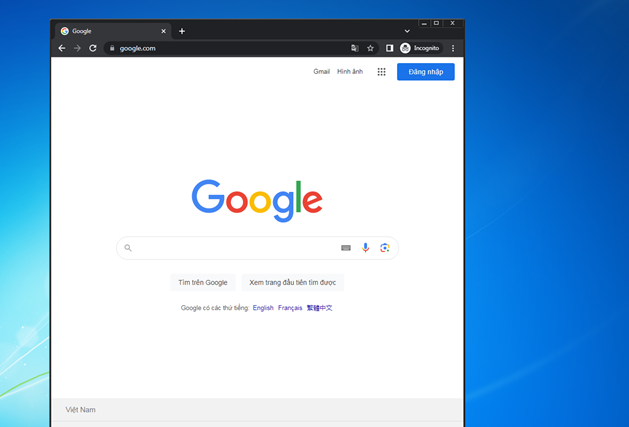 Google
google.com
Incognito
Gmail Hình ảnh
Đăng nhập
Google
Tìm trên Google
Xem trang đầu tiên tìm được
Google có các thứ tiếng: English Français 繁體中文
Việt Nam